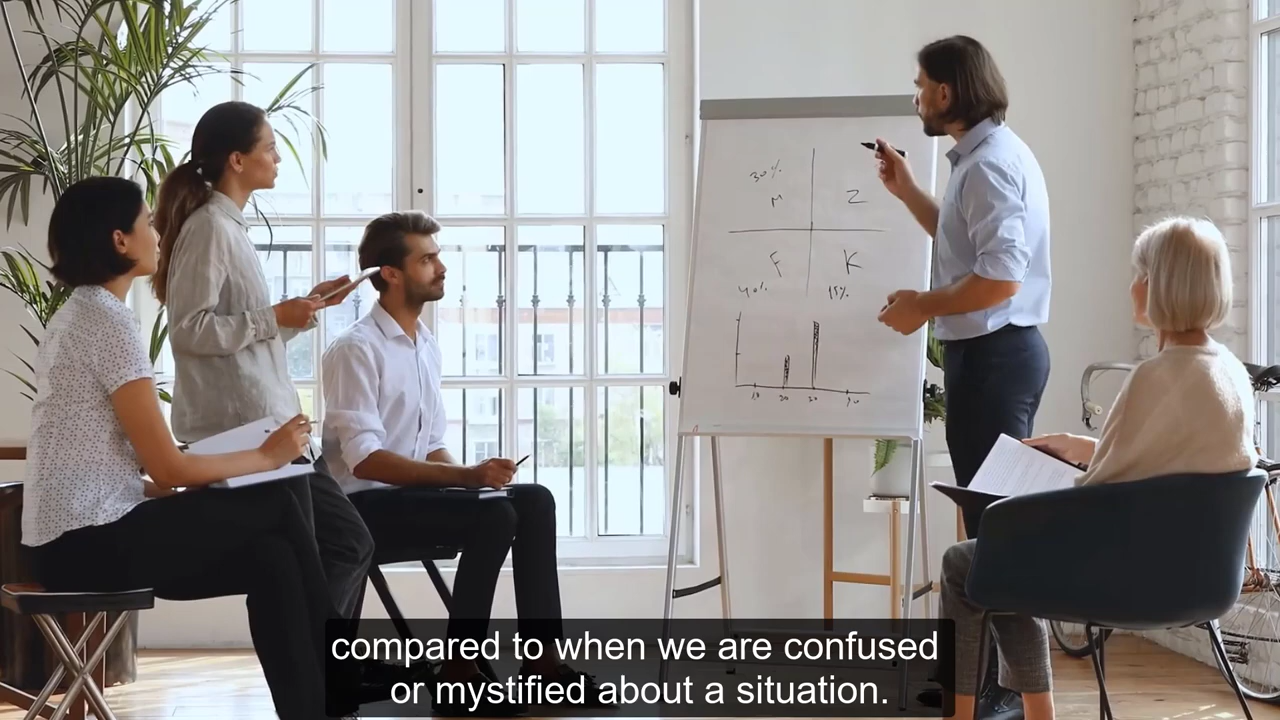 30%
M Z
F K
40% 15%
compared to when we are confused
or mystified about a situation.